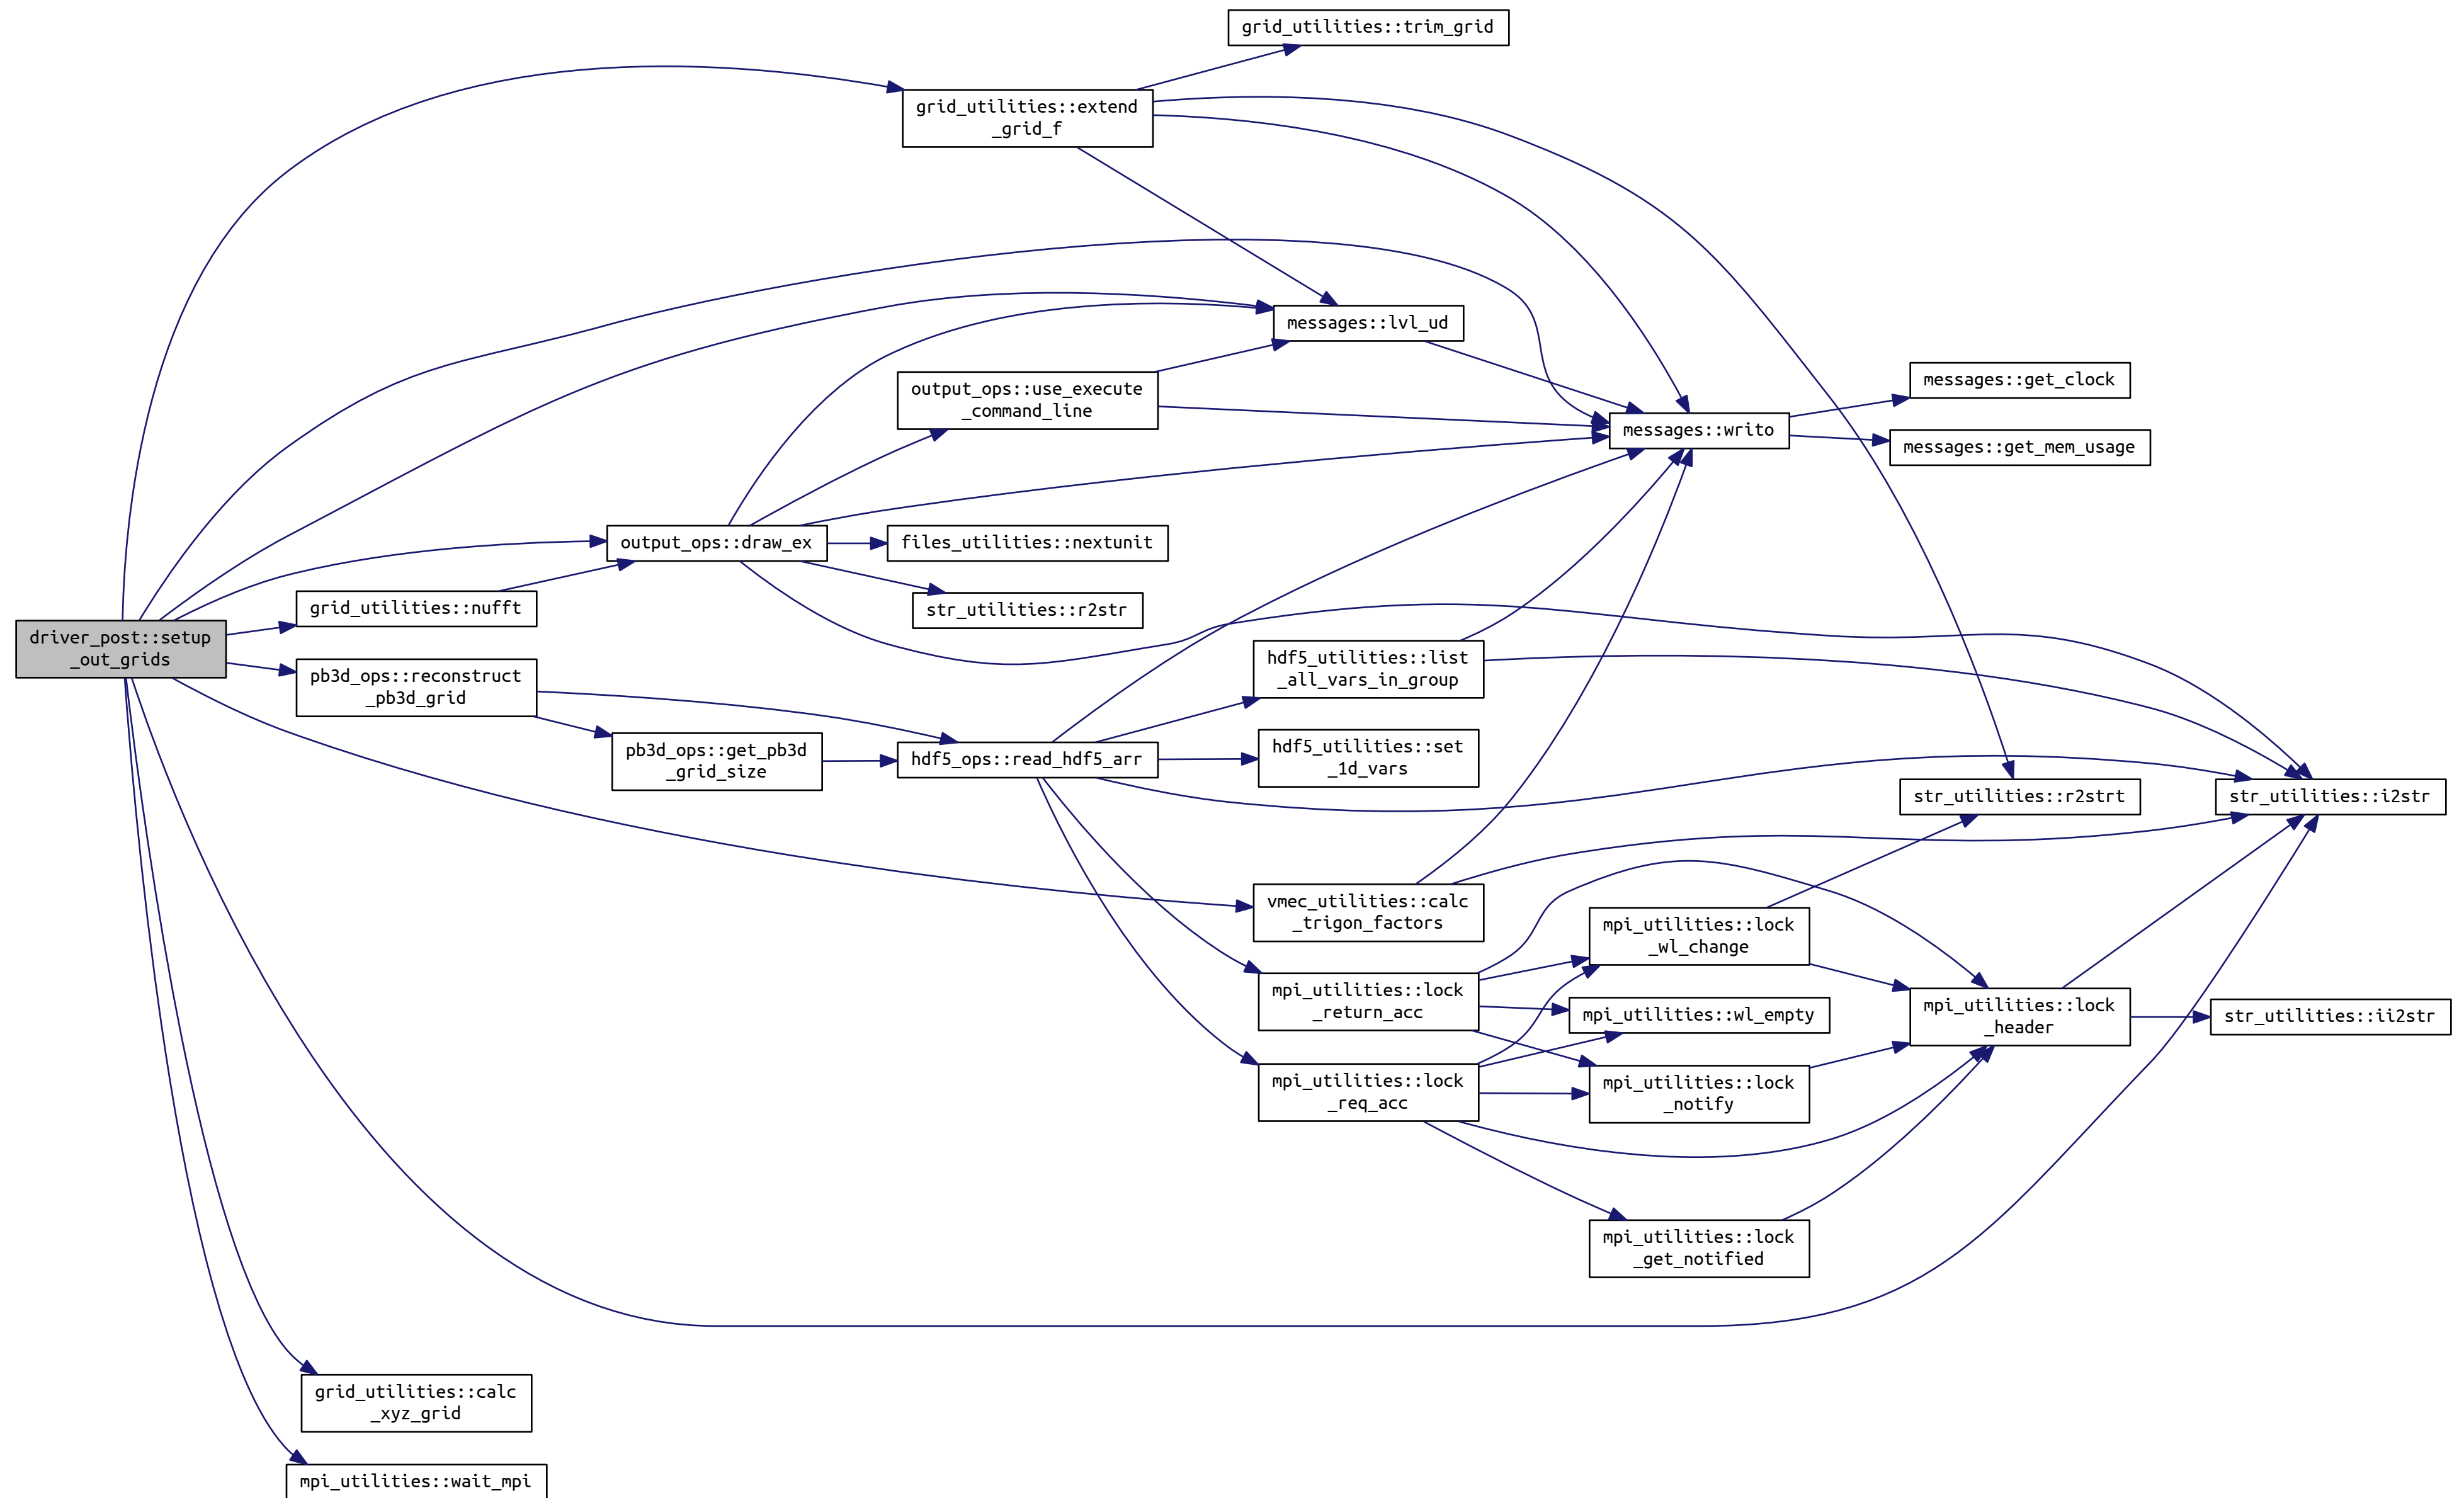 grid_utilities::trim_grid
grid_utilities::extend
_grid_f
messages::lvl_ud
messages::get_clock
output_ops::use_execute
_command_line
messages::writo
messages::get_mem_usage
output_ops::draw_ex
files_utilities::nextunit
grid_utilities::nufft
str_utilities::r2str
driver_post::setup
_out_grids
pb3d_ops::reconstruct
_pb3d_grid
hdf5_utilities::list
_all_vars_in_group
pb3d_ops::get_pb3d
_grid_size
hdf5_ops::read_hdf5_arr
hdf5_utilities::set
_1d_vars
str_utilities::r2strt
str_utilities::i2str
vmec_utilities::calc
_trigon_factors
mpi_utilities::lock
_wl_change
mpi_utilities::lock
_return_acc
mpi_utilities::wl_empty
mpi_utilities::lock
_header
str_utilities::ii2str
mpi_utilities::lock
_req_acc
mpi_utilities::lock
_notify
mpi_utilities::lock
_get_notified
grid_utilities::calc
_xyz_grid
mpi_utilities::wait_mpi